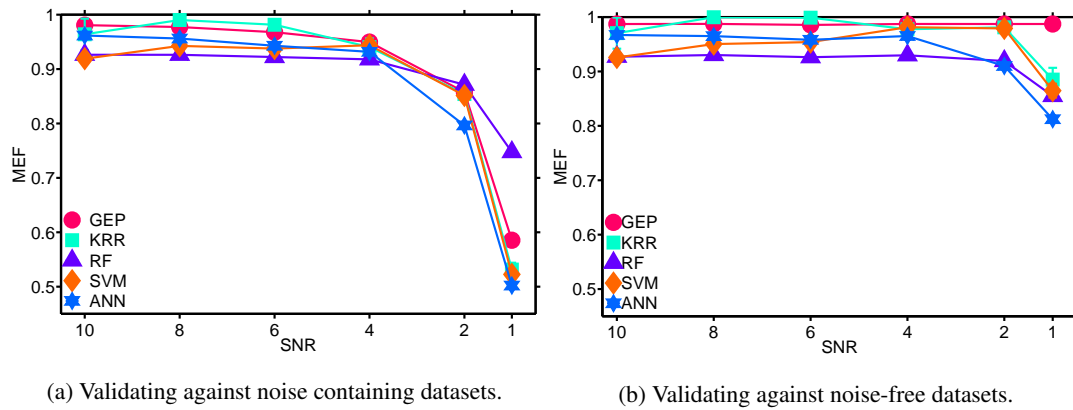 1
0.9
0.8
0.7
0.6
0.5
MEF
GEP
KRR
RF
SVM
ANN
10 8 6 4 2 1
SNR
(a) Validating against noise containing datasets.
1
0.9
0.8
0.7
0.6
0.5
MEF
GEP
KRR
RF
SVM
ANN
10 8 6 4 2 1
SNR
(b) Validating against noise-free datasets.